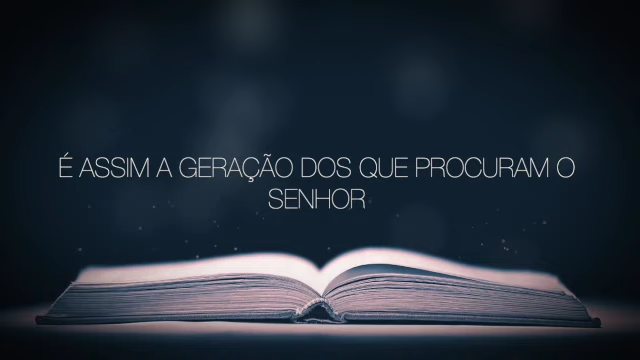 É ASSIM A GERAÇÃO DOS QUE PROCURAM O
SENHOR